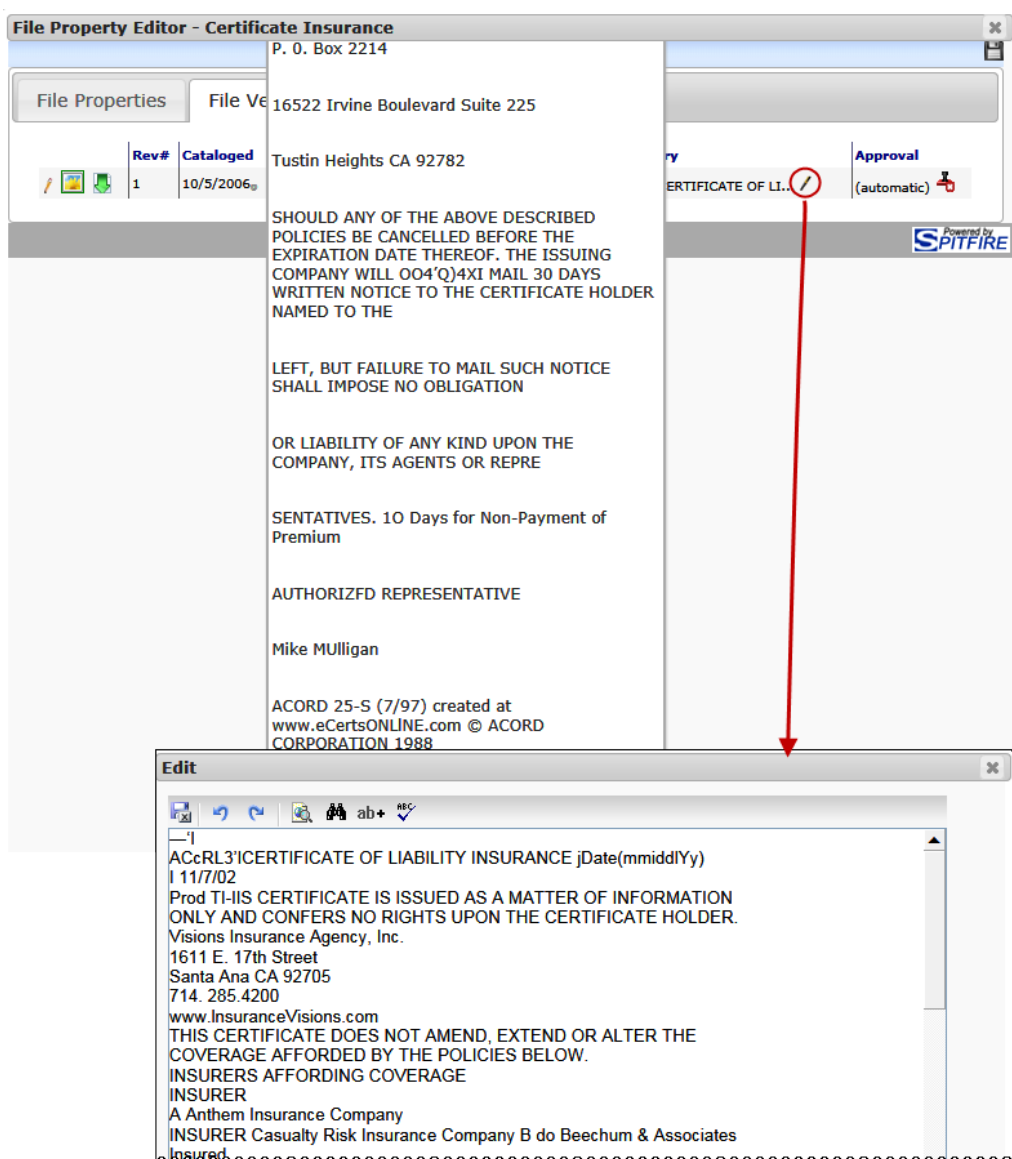 File Property Editor - Certificate Insurance
P. 0. Box 2214
File Properties
File Ve
16522 Irvine Boulevard Suite 225
Rev# Cataloged
Tustin Heights CA 92782
ry
Approval
1 10/5/2006
ERTIFICATE OF LI..
(automatic)
SHOULD ANY OF THE ABOVE DESCRIBED
POLICIES BE CANCELLED BEFORE THE
EXPIRATION DATE THEREOF. THE ISSUING
COMPANY WILL OO4'Q)4XI MAIL 30 DAYS
WRITTEN NOTICE TO THE CERTIFICATE HOLDER
NAMED TO THE
Powered by
SPITFIRE
LEFT, BUT FAILURE TO MAIL SUCH NOTICE
SHALL IMPOSE NO OBLIGATION
OR LIABILITY OF ANY KIND UPON THE
COMPANY, ITS AGENTS OR REPRE
SENTATIVES. 1O Days for Non-Payment of
Premium
AUTHORIZFD REPRESENTATIVE
Mike MUlligan
ACORD 25-S (7/97) created at
www.eCertsONLlNE.com © ACORD
CORPORATION 1988
Edit
ab+
ABC
—‘l
ACcRL3'ICERTIFICATE OF LIABILITY INSURANCE jDate(mmiddlYy)
I 11/7/02
Prod TI-IIS CERTIFICATE IS ISSUED AS A MATTER OF INFORMATION
ONLY AND CONFERS NO RIGHTS UPON THE CERTIFICATE HOLDER.
Visions Insurance Agency, Inc.
1611 E. 17th Street
Santa Ana CA 92705
714. 285.4200
www.InsuranceVisions.com
THIS CERTIFICATE DOES NOT AMEND, EXTEND OR ALTER THE
COVERAGE AFFORDED BY THE POLICIES BELOW.
INSURERS AFFORDING COVERAGE
INSURER
A Anthem Insurance Company
INSURER Casualty Risk Insurance Company B do Beechum & Associates
Insured